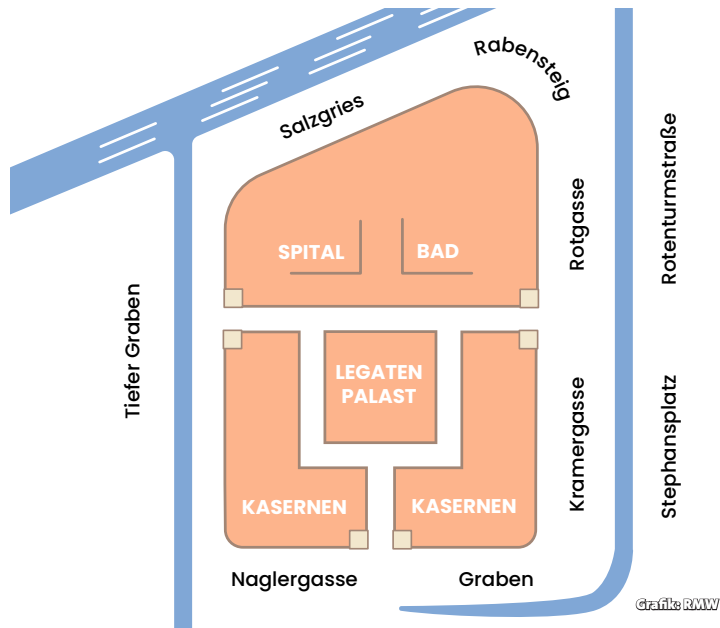 Rabensteig
Salzgries
Rotgasse
Rotenturmstraße
SPITAL
BAD
Tiefer Graben
LEGATEN
PALAST
Kramergasse
Stephansplatz
KASERNEN
KASERNEN
Naglergasse
Graben
Grafik: RMW